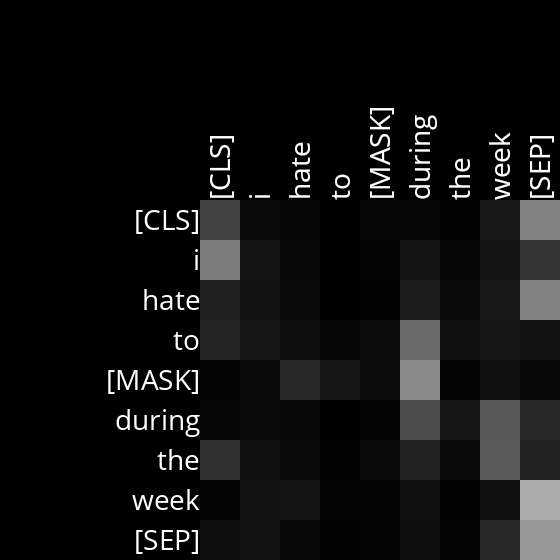 [CLS] i hate to [MASK] during the week [SEP]
[CLS]
i
hate
to
[MASK]
during
the
week
[SEP]